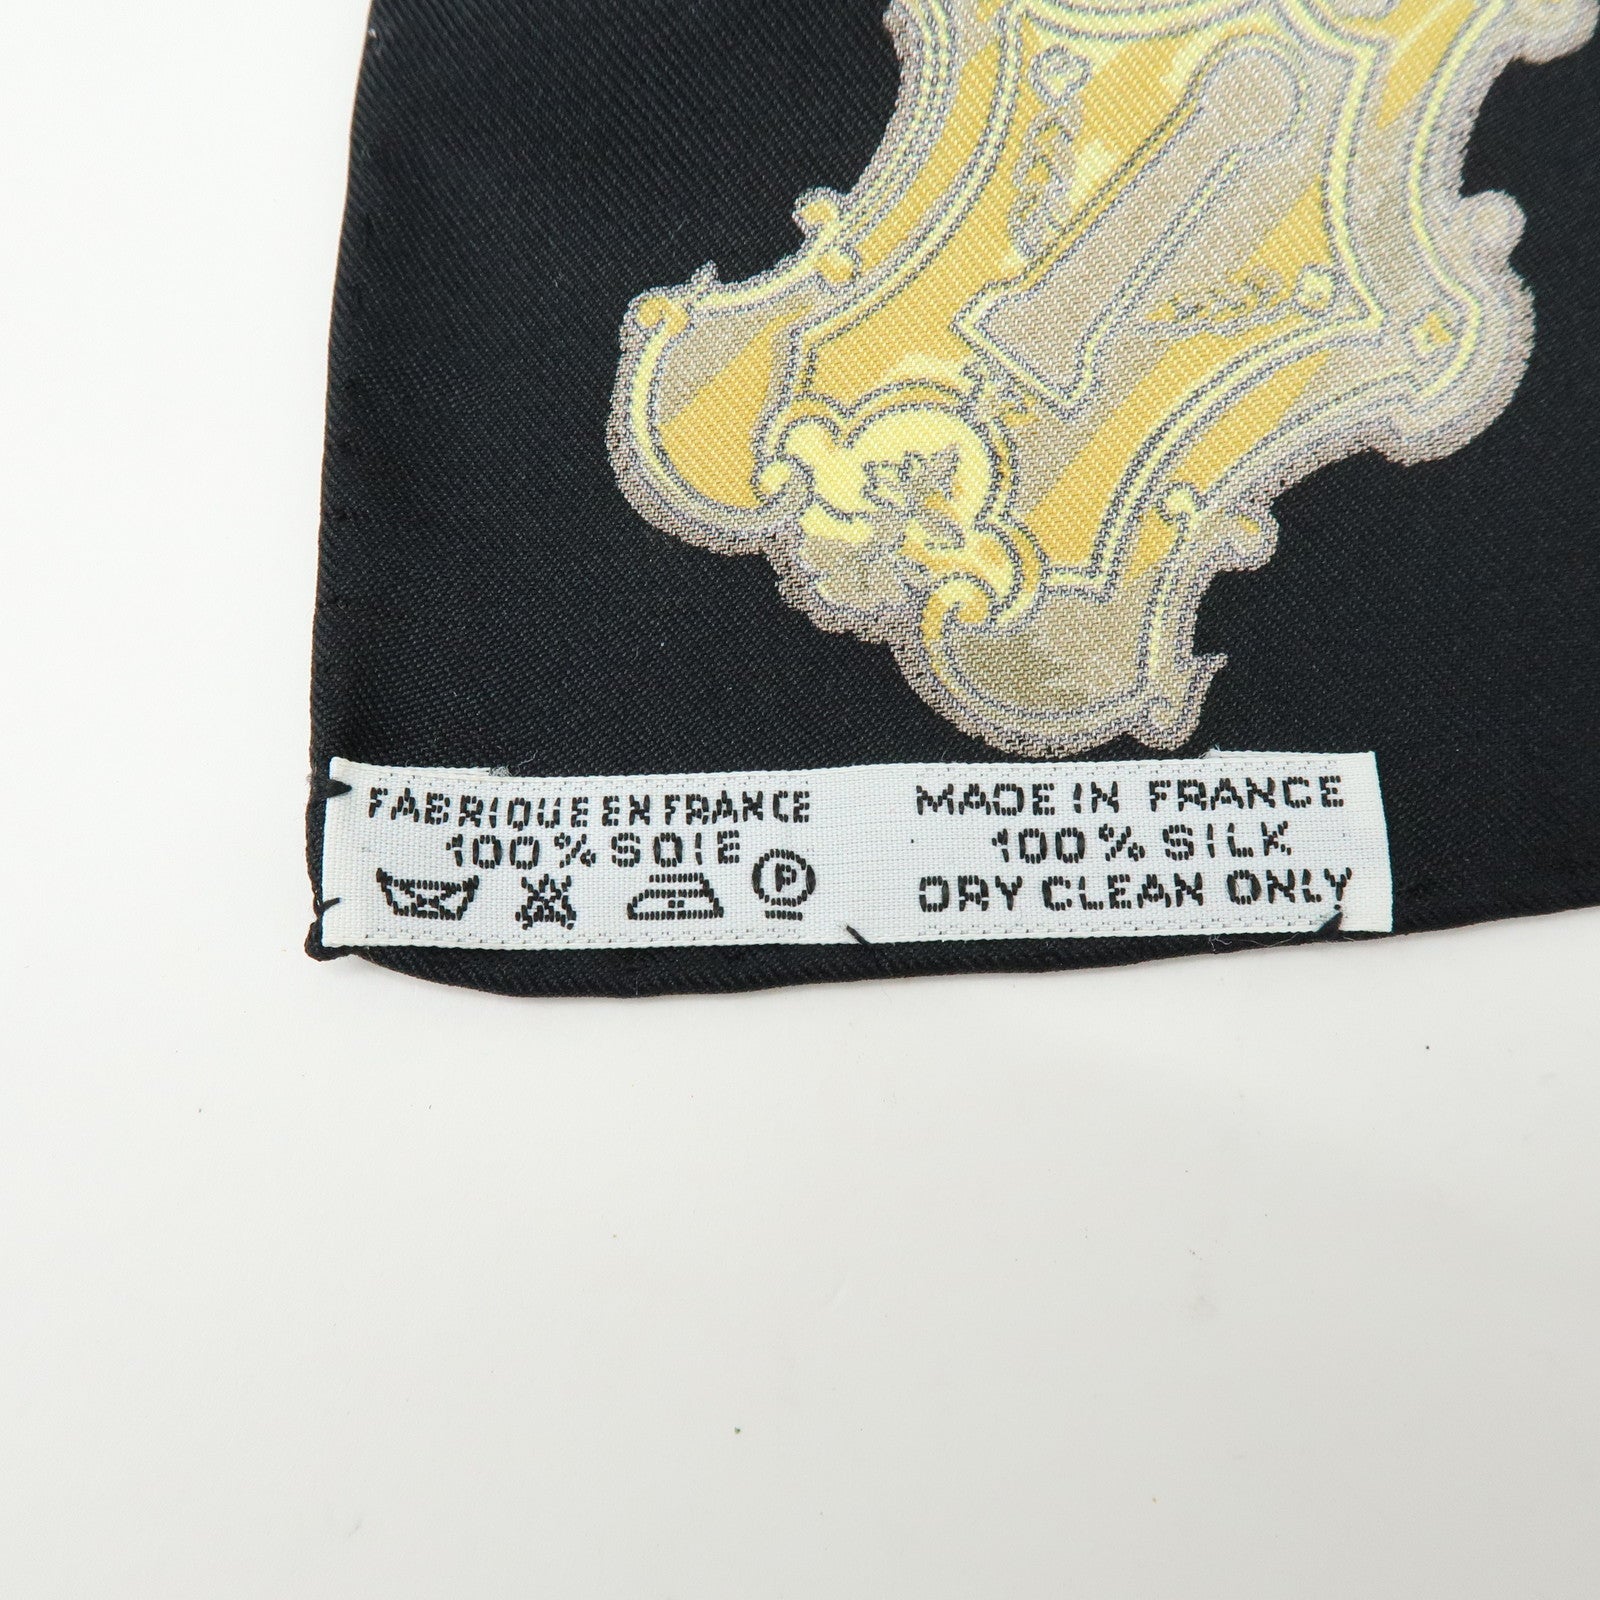 FABRIQUE EN FRANCE
100% SOIE
P
MADE IN FRANCE
100% SILK
DRY CLEAN ONLY